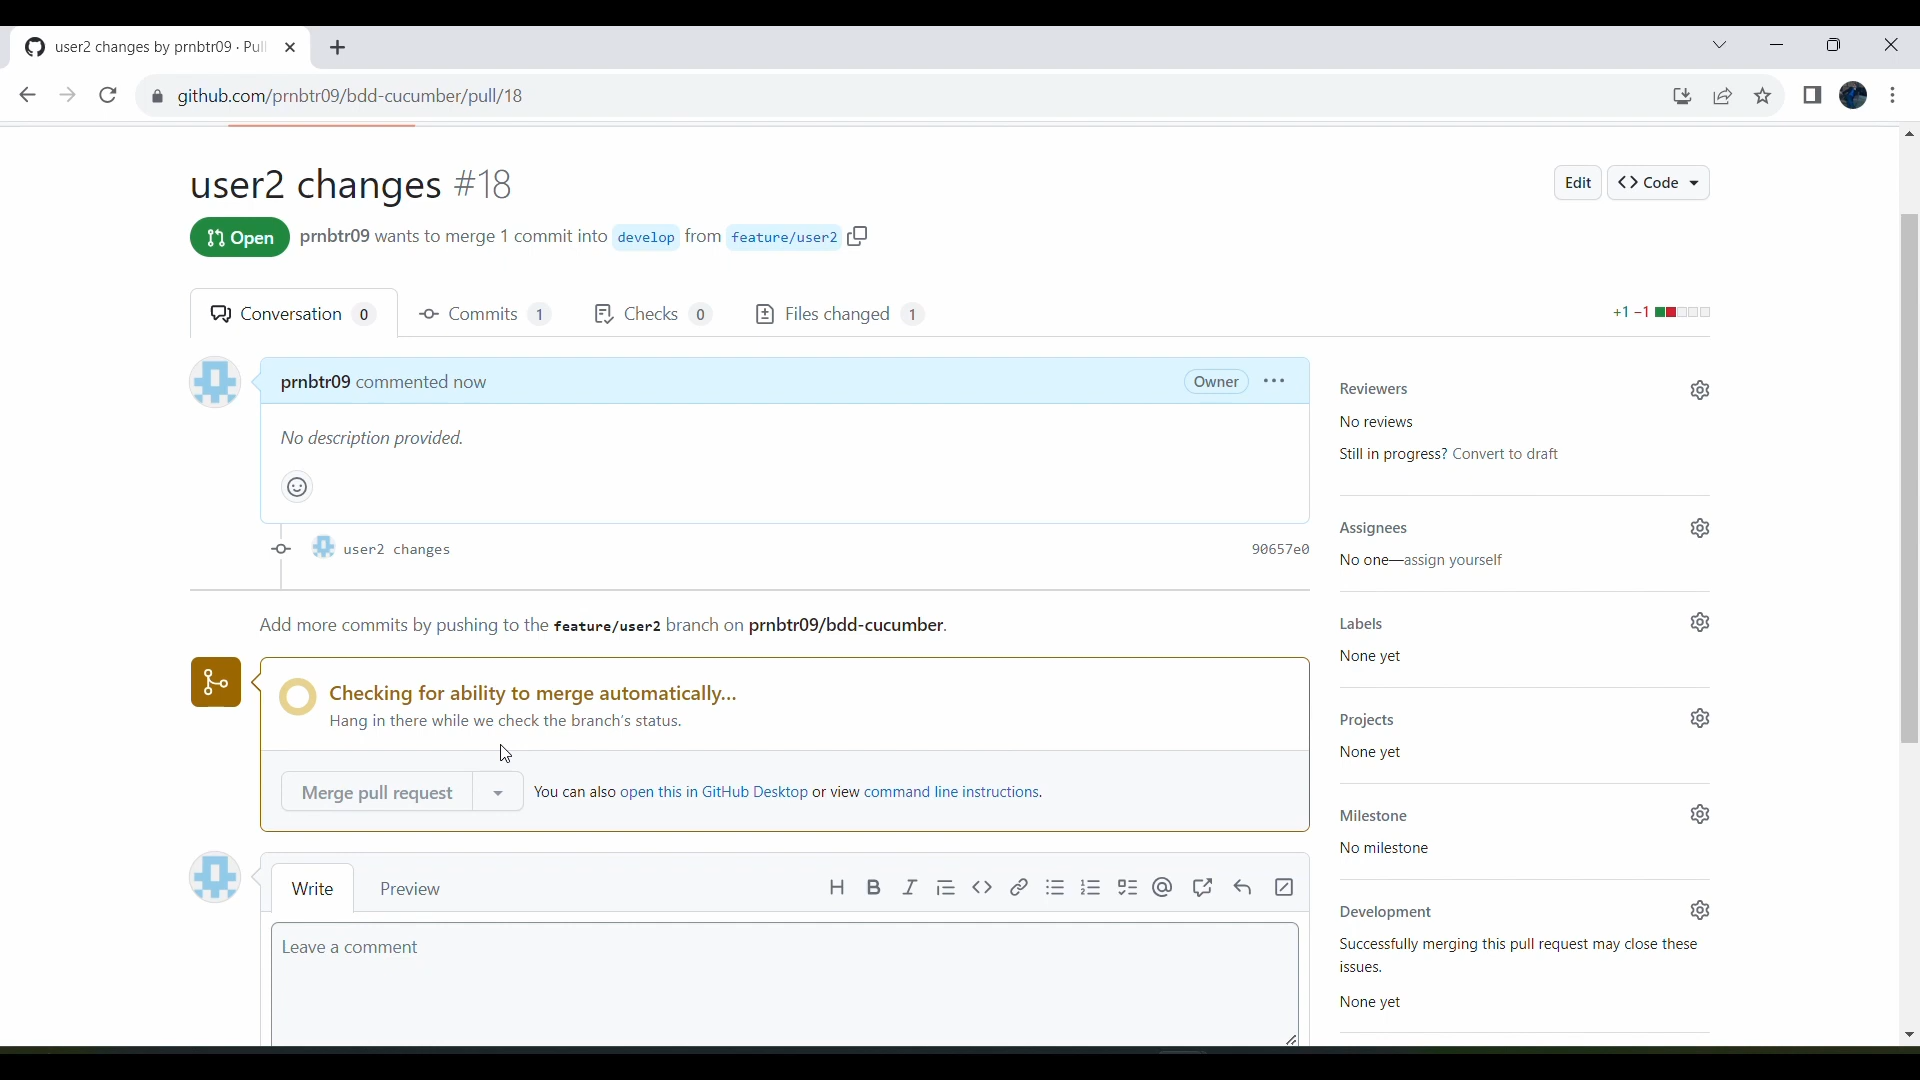 user2 changes by prnbtr09 · Pull
github.com/prnbtr09/bdd-cucumber/pull/18
user2 changes #18
Edit
<> Code
Open
prnbtr09 wants to merge 1 commit into develop from feature/user2
Conversation 0
Commits 1
Checks 0
Files changed 1
+1 −1
prnbtr09 commented now
Owner
No description provided.
user2 changes
90657e0
Add more commits by pushing to the feature/user2 branch on prnbtr09/bdd-cucumber.
Checking for ability to merge automatically...
Hang in there while we check the branch's status.
Merge pull request
You can also open this in GitHub Desktop or view command line instructions.
Write
Preview
Leave a comment
Reviewers
No reviews
Still in progress? Convert to draft
Assignees
No one—assign yourself
Labels
None yet
Projects
None yet
Milestone
No milestone
Development
Successfully merging this pull request may close these
issues.
None yet